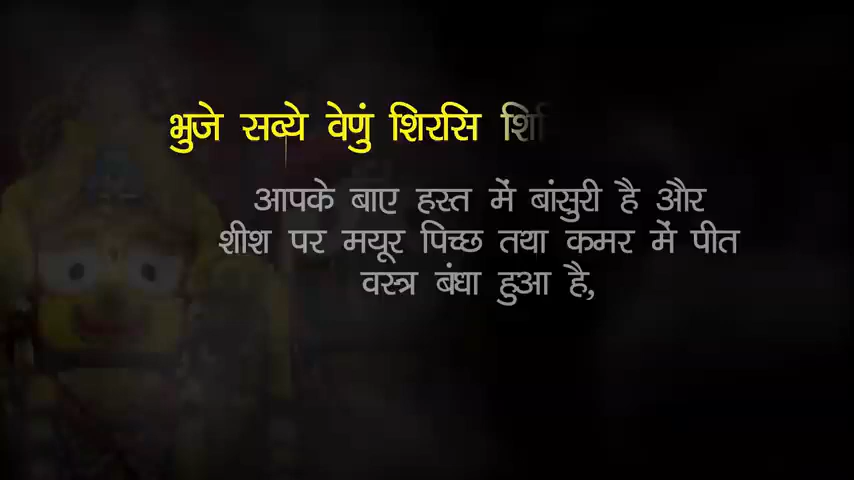 भुजे सव्ये वेणुं शिरसि
आपके बाए हस्त में बांसुरी है और
शीश पर मयूर पिच्छ तथा कमर में पीत
वस्त्र बंधा हुआ है,